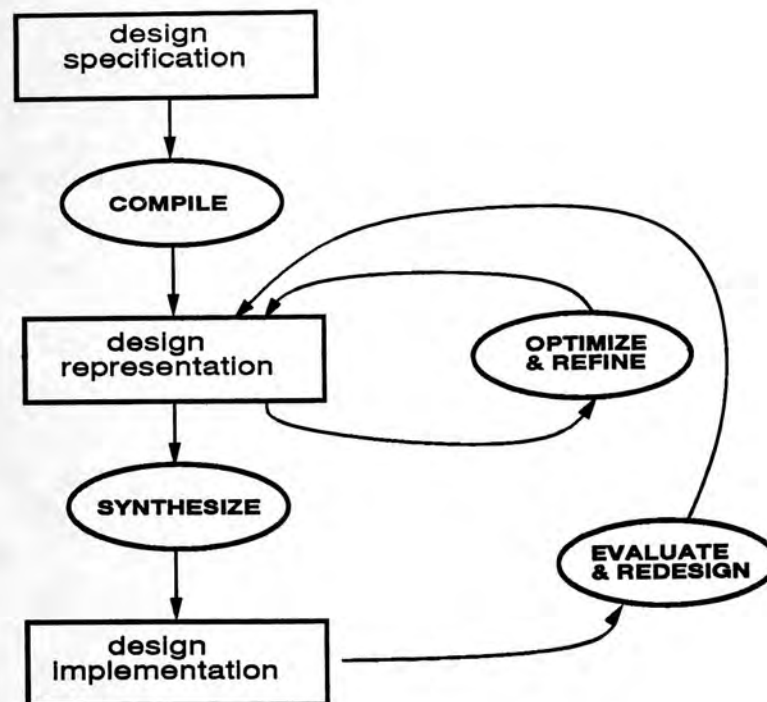 design
specification
COMPILE
design
representation
OPTIMIZE
& REFINE
SYNTHESIZE
EVALUATE
& REDESIGN
design
implementation